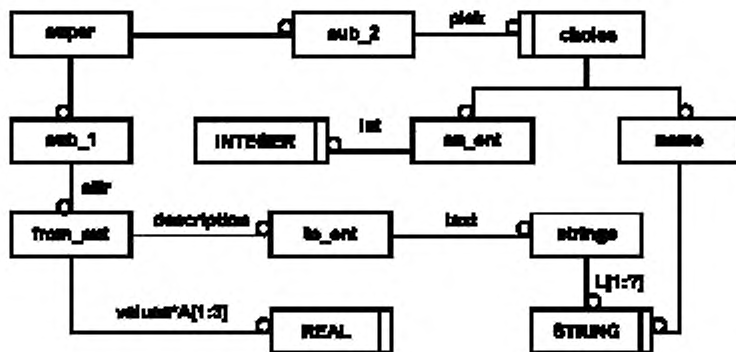 super
sub_2
pick
choice
sub_1
INTEGER
int
an_ent
name
attr
from_ent
description
to_ent
text
strings
L[1:?]
values*A[1:3]
REAL
STRING